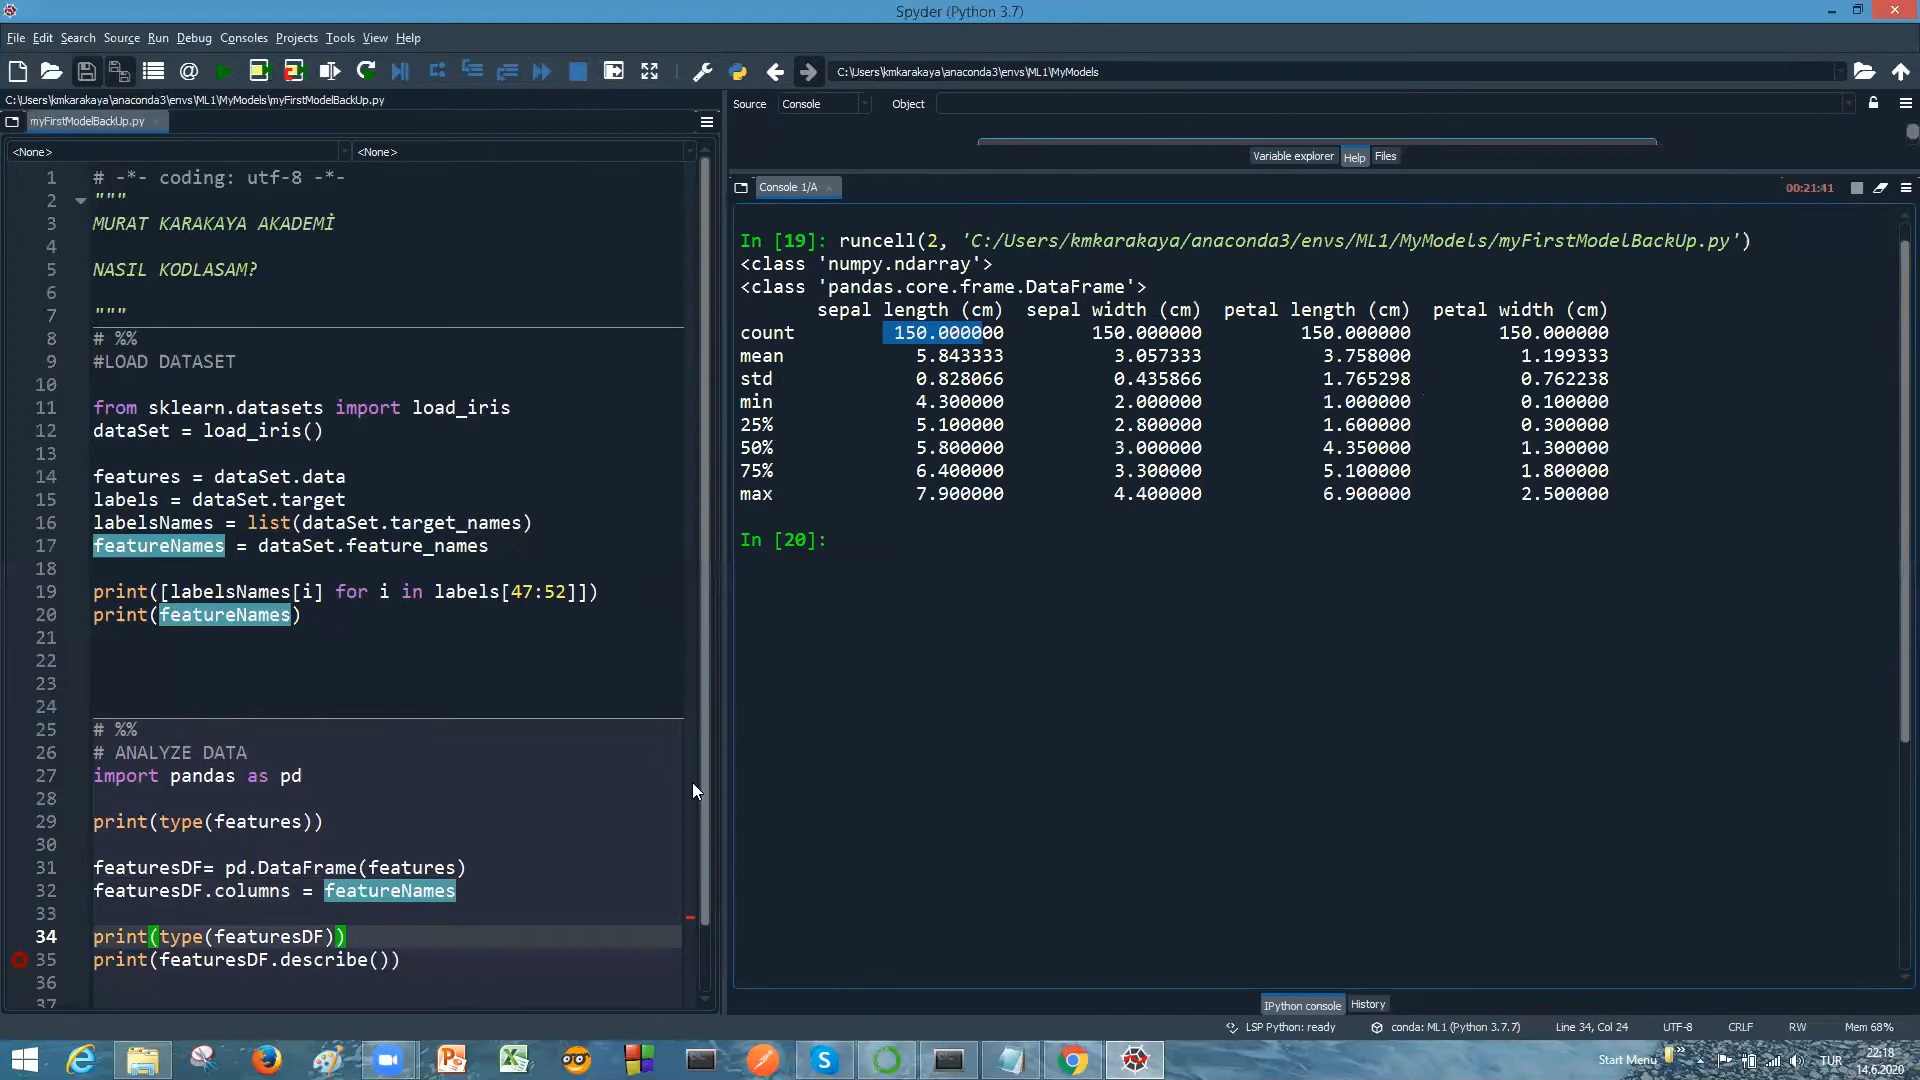 Spyder (Python 3.7)
File Edit Search Source Run Debug Consoles Projects Tools View Help
C:\Users\kmkarakaya\anaconda3\envs\ML1\MyModels
C:\Users\kmkarakaya\anaconda3\envs\ML1\MyModels\myFirstModelBackUp.py
Source Console Object
myFirstModelBackUp.py
<None> <None>
Variable explorer Help Files
Console 1/A 00:21:41
1 # -*- coding: utf-8 -*-
2 """
3 MURAT KARAKAYA AKADEMİ
4
5 NASIL KODLASAM?
6
7 """
8 # %%
9 #LOAD DATASET
10
11 from sklearn.datasets import load_iris
12 dataSet = load_iris()
13
14 features = dataSet.data
15 labels = dataSet.target
16 labelsNames = list(dataSet.target_names)
17 featureNames = dataSet.feature_names
18
19 print([labelsNames[i] for i in labels[47:52]])
20 print(featureNames)
21
22
23
24
25 # %%
26 # ANALYZE DATA
27 import pandas as pd
28
29 print(type(features))
30
31 featuresDF= pd.DataFrame(features)
32 featuresDF.columns = featureNames
33
34 print(type(featuresDF))
35 print(featuresDF.describe())
36
37
In [19]: runcell(2, 'C:/Users/kmkarakaya/anaconda3/envs/ML1/MyModels/myFirstModelBackUp.py')
<class 'numpy.ndarray'>
<class 'pandas.core.frame.DataFrame'>
sepal length (cm) sepal width (cm) petal length (cm) petal width (cm)
count 150.000000 150.000000 150.000000 150.000000
mean 5.843333 3.057333 3.758000 1.199333
std 0.828066 0.435866 1.765298 0.762238
min 4.300000 2.000000 1.000000 0.100000
25% 5.100000 2.800000 1.600000 0.300000
50% 5.800000 3.000000 4.350000 1.300000
75% 6.400000 3.300000 5.100000 1.800000
max 7.900000 4.400000 6.900000 2.500000
In [20]:
IPython console History
LSP Python: ready conda: ML1 (Python 3.7.7) Line 34, Col 24 UTF-8 CRLF RW Mem 68%
Start Menu TUR 22:18
14.6.2020